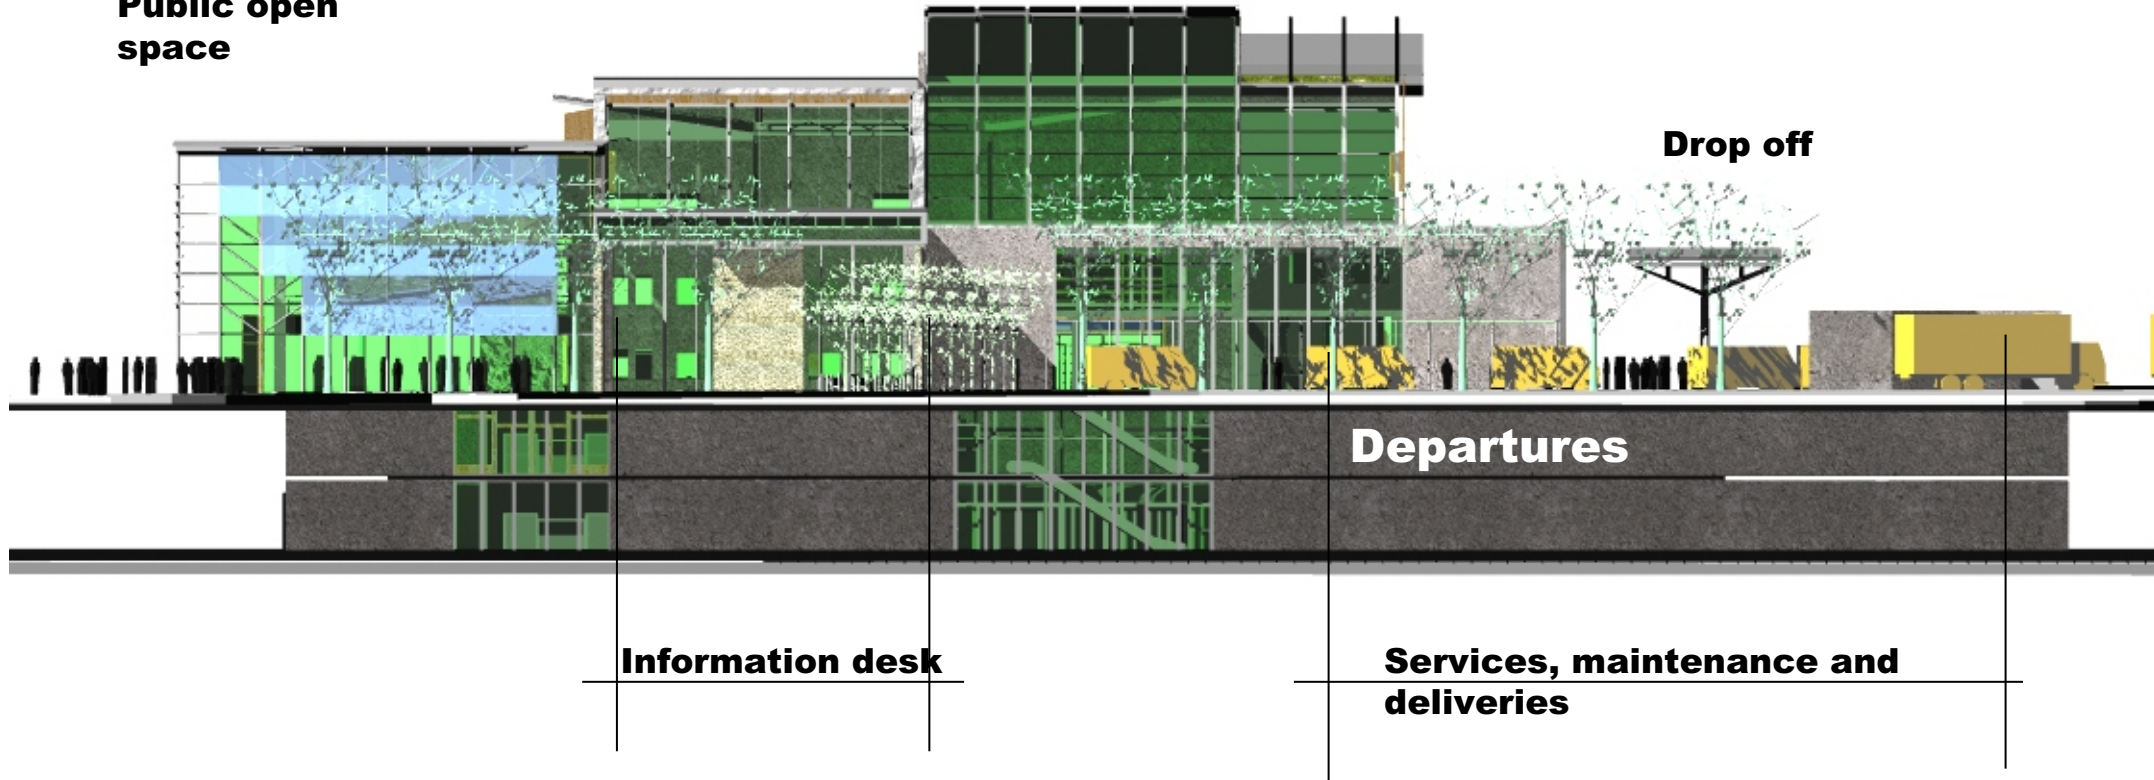 Public open
space
Drop off
Departures
Information desk
Services, maintenance and
deliveries